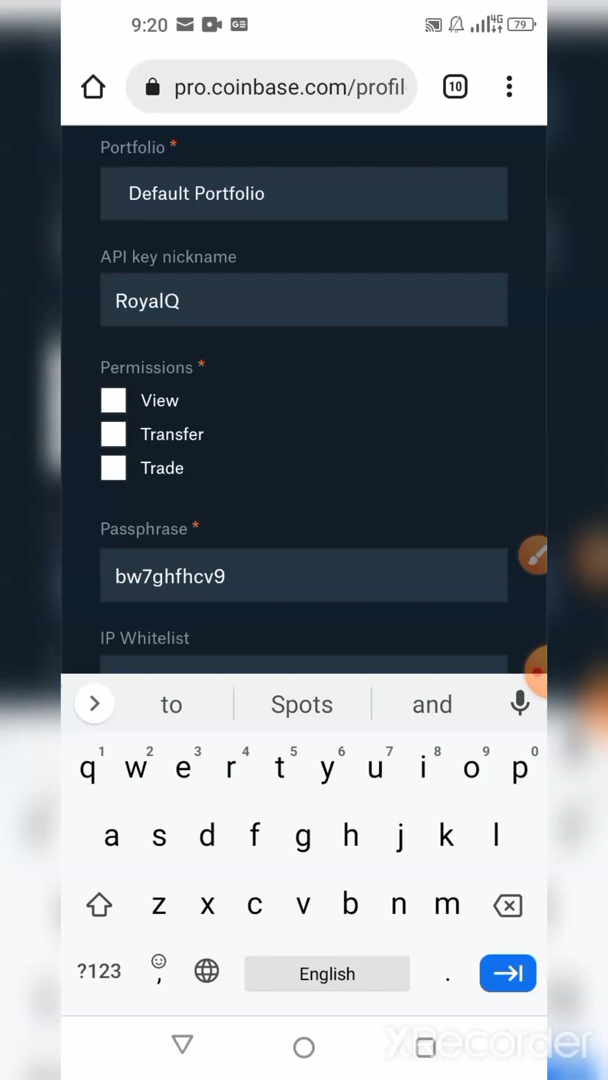 9:20 4G 79
pro.coinbase.com/profil 10
Portfolio *
Default Portfolio
API key nickname
RoyalQ
Permissions *
View
Transfer
Trade
Passphrase *
bw7ghfhcv9
IP Whitelist
to Spots and
1 2 3 4 5 6 7 8 9 0
q w e r t y u i o p
a s d f g h j k l
z x c v b n m
?123 , English .
XRecorder